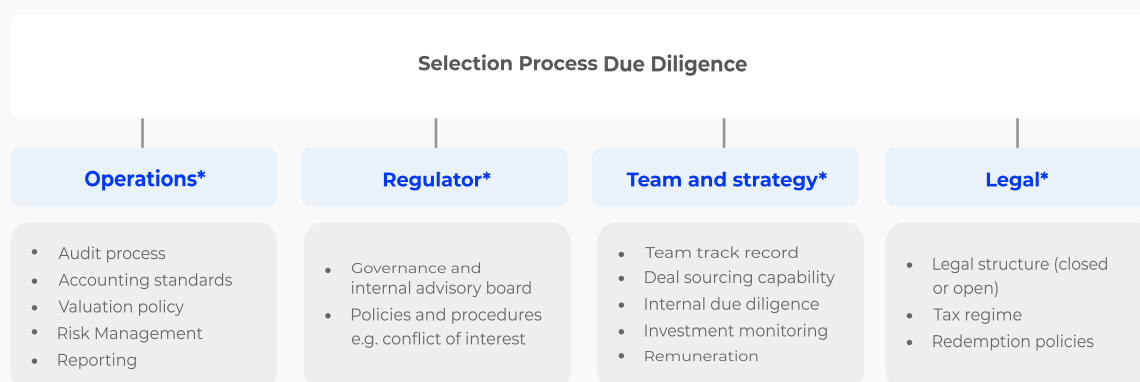 Selection Process Due Diligence
Operations*
• Audit process
• Accounting standards
• Valuation policy
• Risk Management
• Reporting
Regulator*
• Governance and
internal advisory board
• Policies and procedures
e.g. conflict of interest
Team and strategy*
• Team track record
• Deal sourcing capability
• Internal due diligence
• Investment monitoring
• Remuneration
Legal*
• Legal structure (closed
or open)
• Tax regime
• Redemption policies